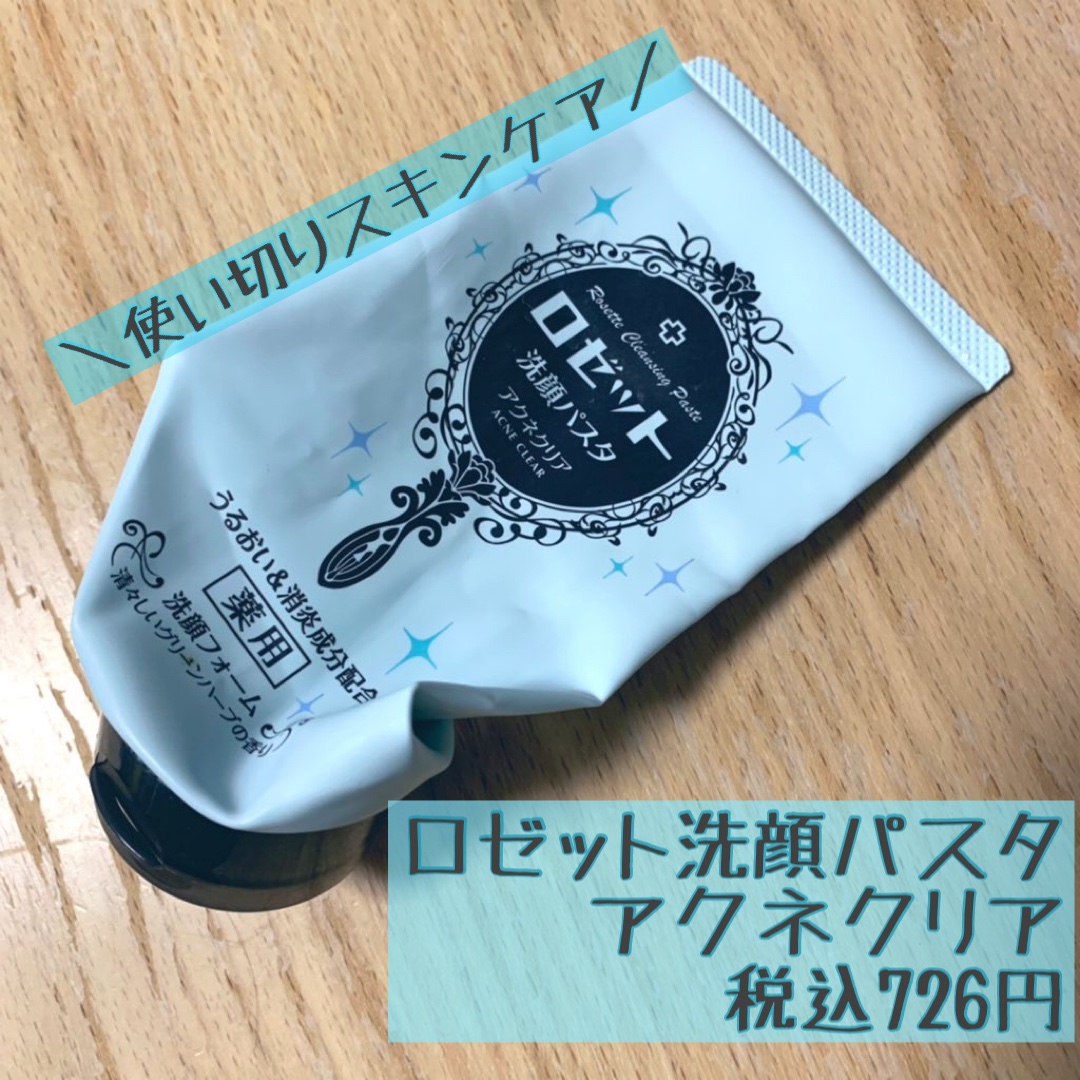 \使い切りスキンケア/
Rosette Cleansing Paste
ロゼット
洗顔パスタ
アクネクリア
ACNE CLEAR
うるおい&消炎成分配合
薬用
洗顔フォーム
清々しいグリーンハーブの香り
ロゼット洗顔パスタ
アクネクリア
税込726円